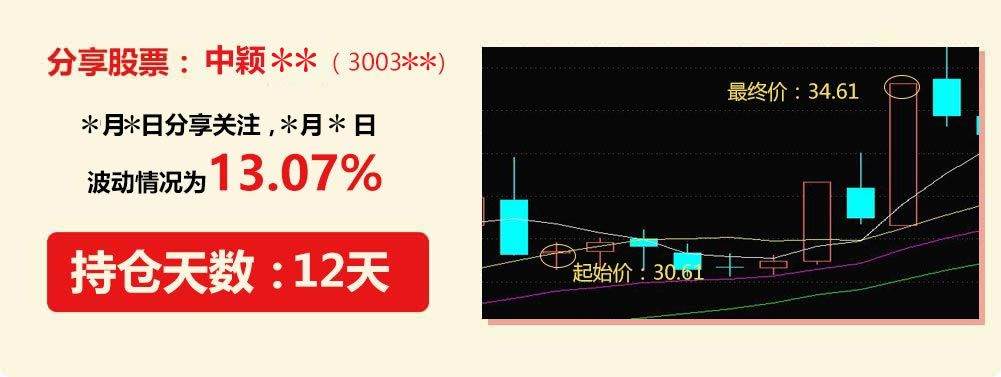 分享股票：中颖＊＊（3003＊＊）
＊月＊日分享关注，＊月＊日
波动情况为13.07%
持仓天数：12天
最终价：34.61
起始价：30.61